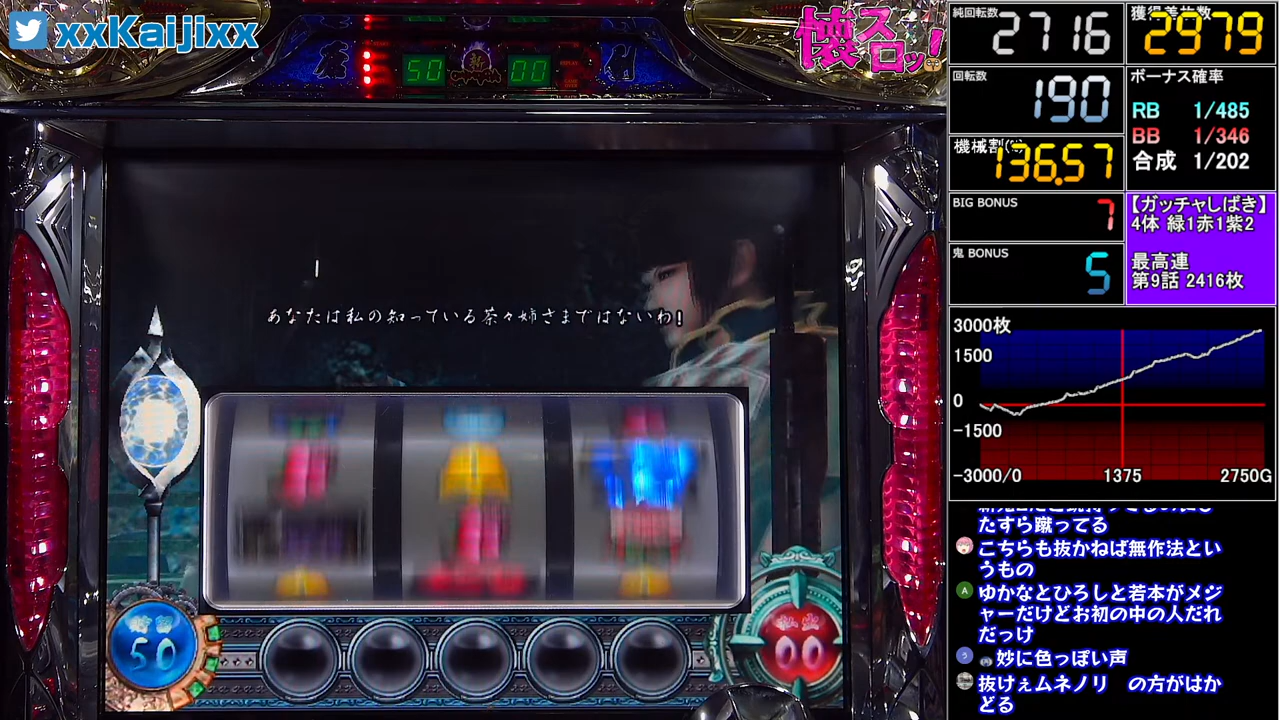 xxKaijixx
懐スロッ!
50
00
あなたは私の知っている茶々姉さまではないわ!
50
00
純回転数
2716
獲得差枚数
2979
回転数
190
ボーナス確率
RB 1/485
BB 1/346
合成 1/202
機械割(%)
136.57
BIG BONUS
7
鬼 BONUS
5
【ガッチャしばき】
4体 緑1赤1紫2
最高連
第9話 2416枚
3000枚
1500
0
-1500
-3000/0
1375
2750G
たすら蹴ってる
こちらも抜かねば無作法とい
うもの
A ゆかなとひろしと若本がメジ
ャーだけどお初の中の人だれ
だっけ
う 妙に色っぽい声
抜けぇムネノリ の方がはか
どる